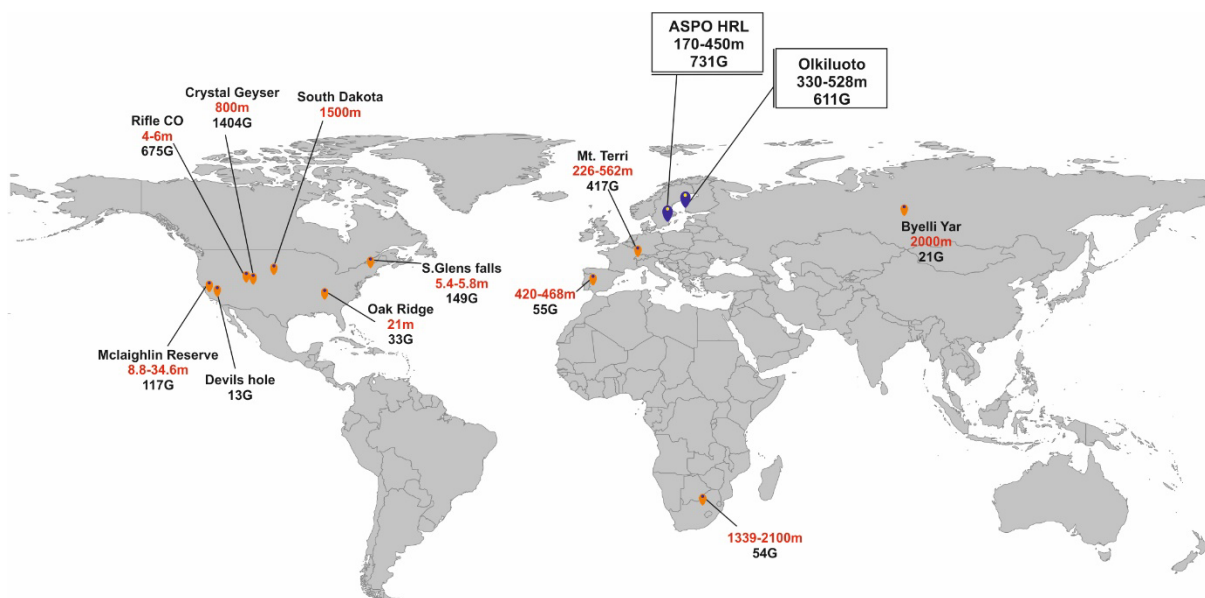 ASPO HRL
170-450m
731G
Olkiluoto
330-528m
611G
Crystal Geyser
800m
1404G
South Dakota
1500m
Rifle CO
4-6m
675G
Mt. Terri
226-562m
417G
Byelli Yar
2000m
21G
S.Glens falls
5.4-5.8m
149G
420-468m
55G
Oak Ridge
21m
33G
Mclaighlin Reserve
8.8-34.6m
117G
Devils hole
13G
1339-2100m
54G